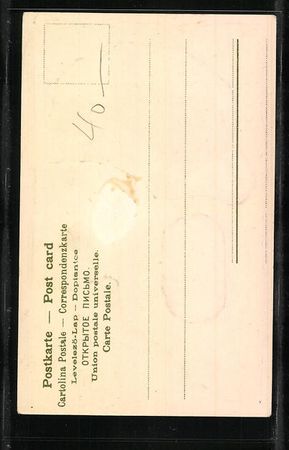 Postkarte — Post card
Cartolina Postale — Correspondenzkarte
Levelező-Lap — Dopisnice
ОТКРЫТОЕ ПИСЬМО.
Union postale universelle.
Carte Postale.
40 —